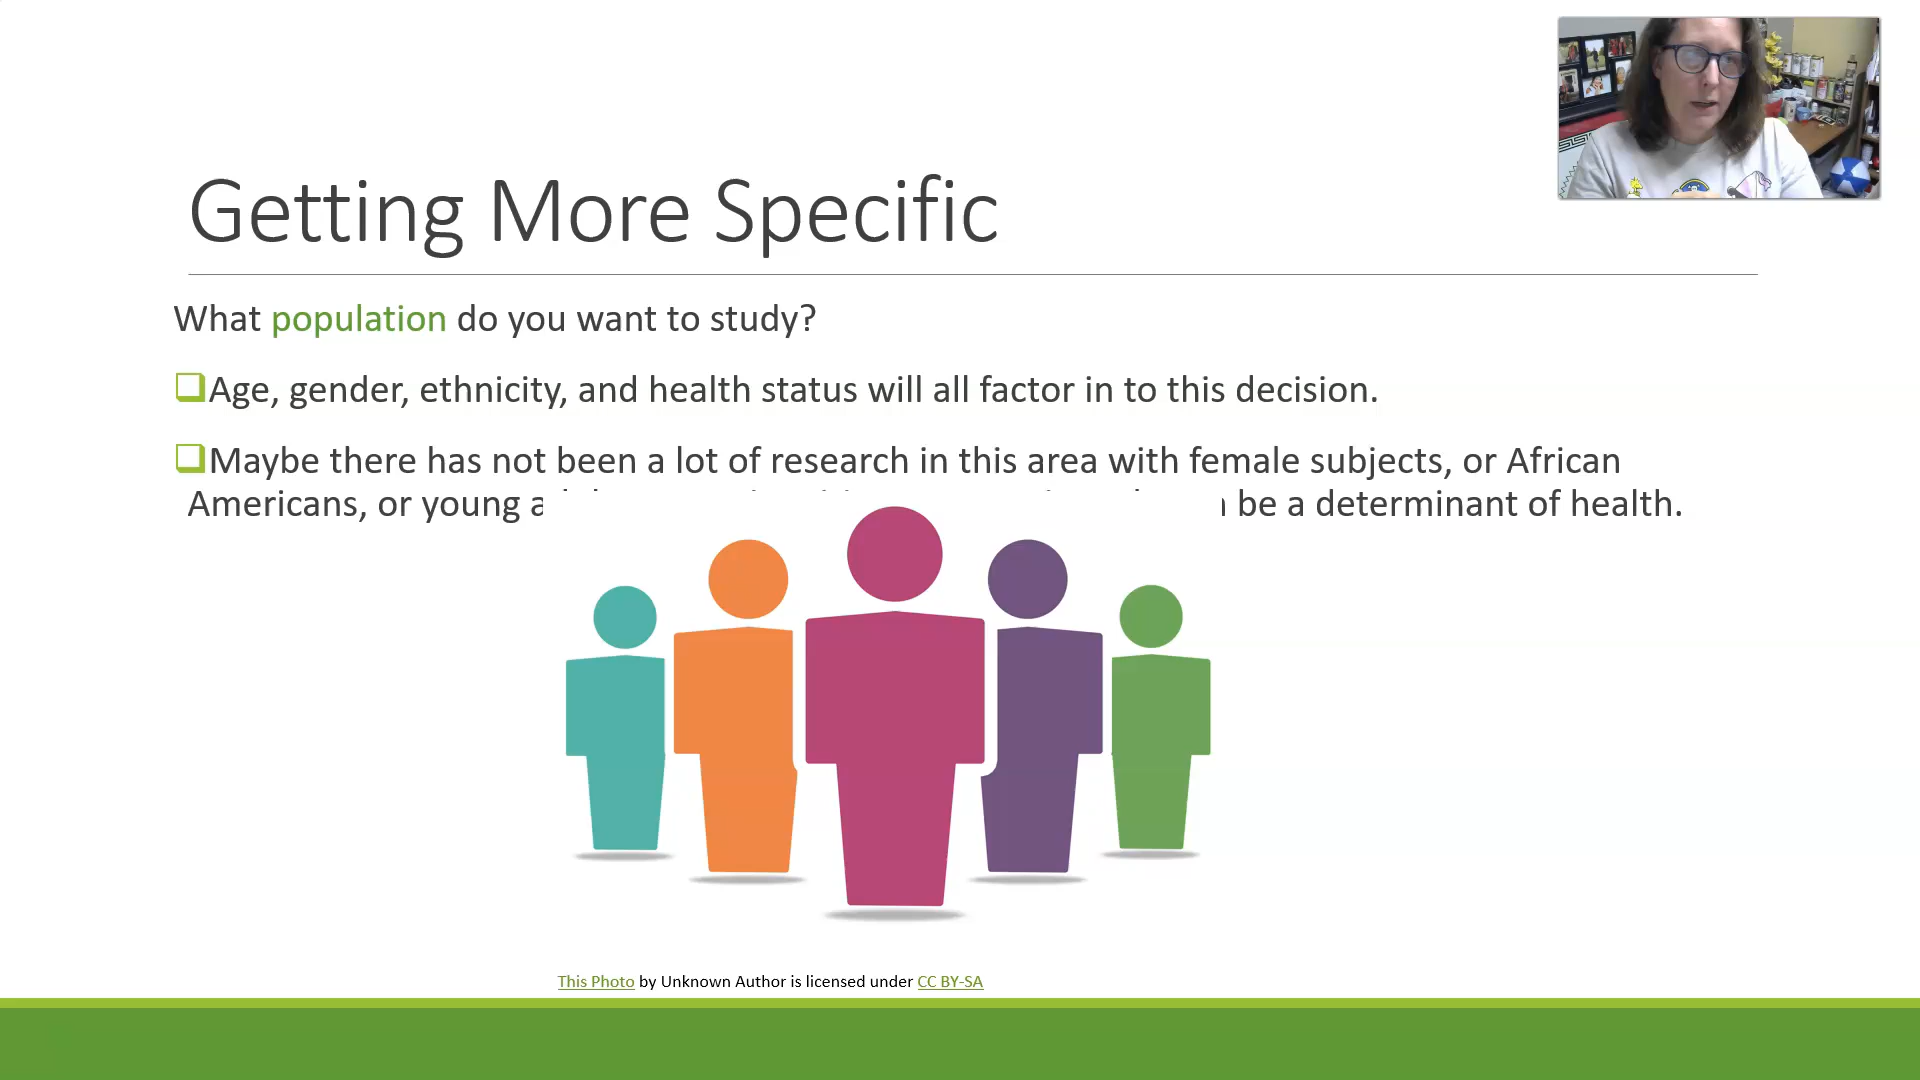 Getting More Specific
What population do you want to study?
Age, gender, ethnicity, and health status will all factor in to this decision.
Maybe there has not been a lot of research in this area with female subjects, or African
Americans, or young a be a determinant of health.
This Photo by Unknown Author is licensed under CC BY-SA